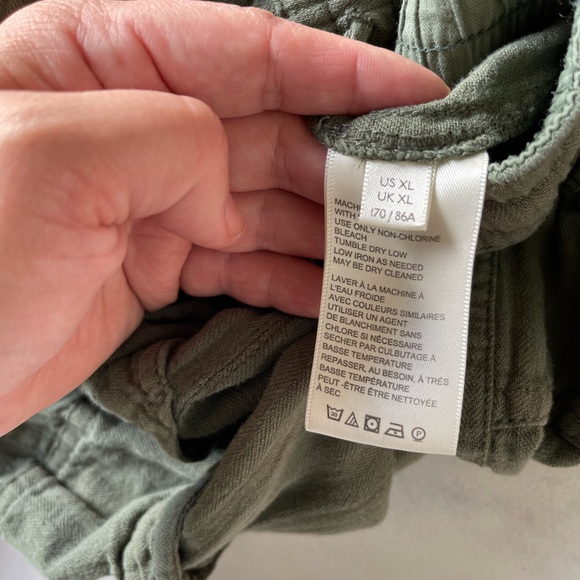 US XL
UK XL
170 / 86A
MACH
WITH
USE ONLY NON-CHLORINE
BLEACH
TUMBLE DRY LOW
LOW IRON AS NEEDED
MAY BE DRY CLEANED
LAVER À LA MACHINE À
L'EAU FROIDE
AVEC COULEURS SIMILAIRES
UTILISER UN AGENT
DE BLANCHIMENT SANS
CHLORE SI NÉCESSAIRE
SECHER PAR CULBUTAGE À
BASSE TEMPERATURE
REPASSER, AU BESOIN, À TRÈS
BASSE TEMPÉRATURE
PEUT -ÊTRE ÊTRE NETTOYÉE
A SEC
P